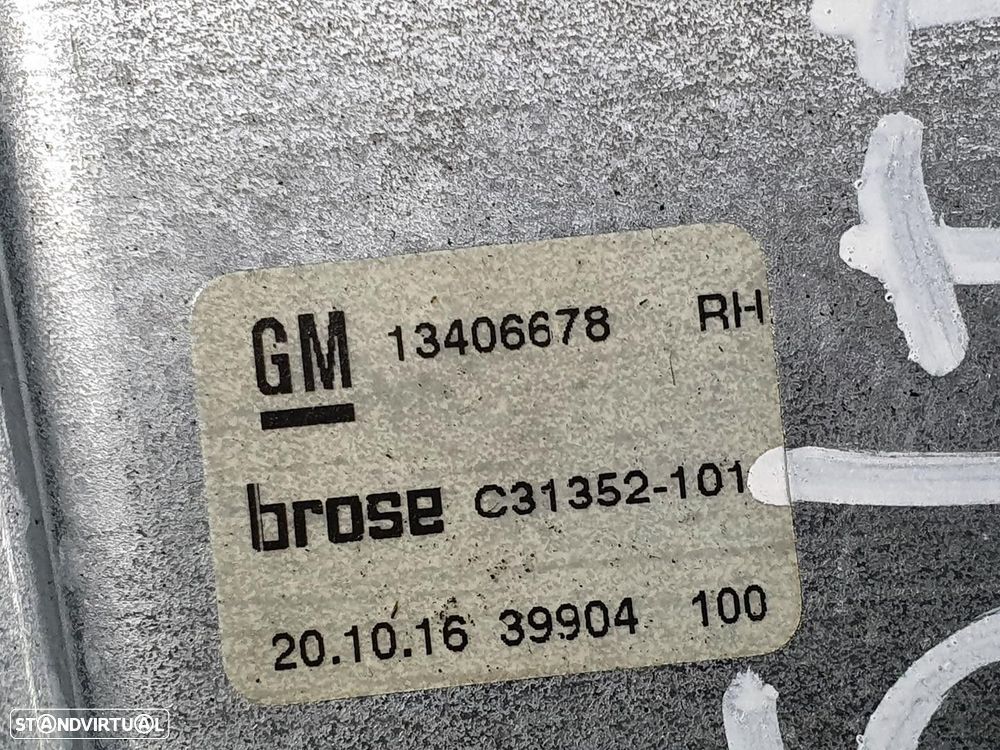 GM 13406678 RH
brose C31352-101
20.10.16 39904 100
STANDVIRTUAL